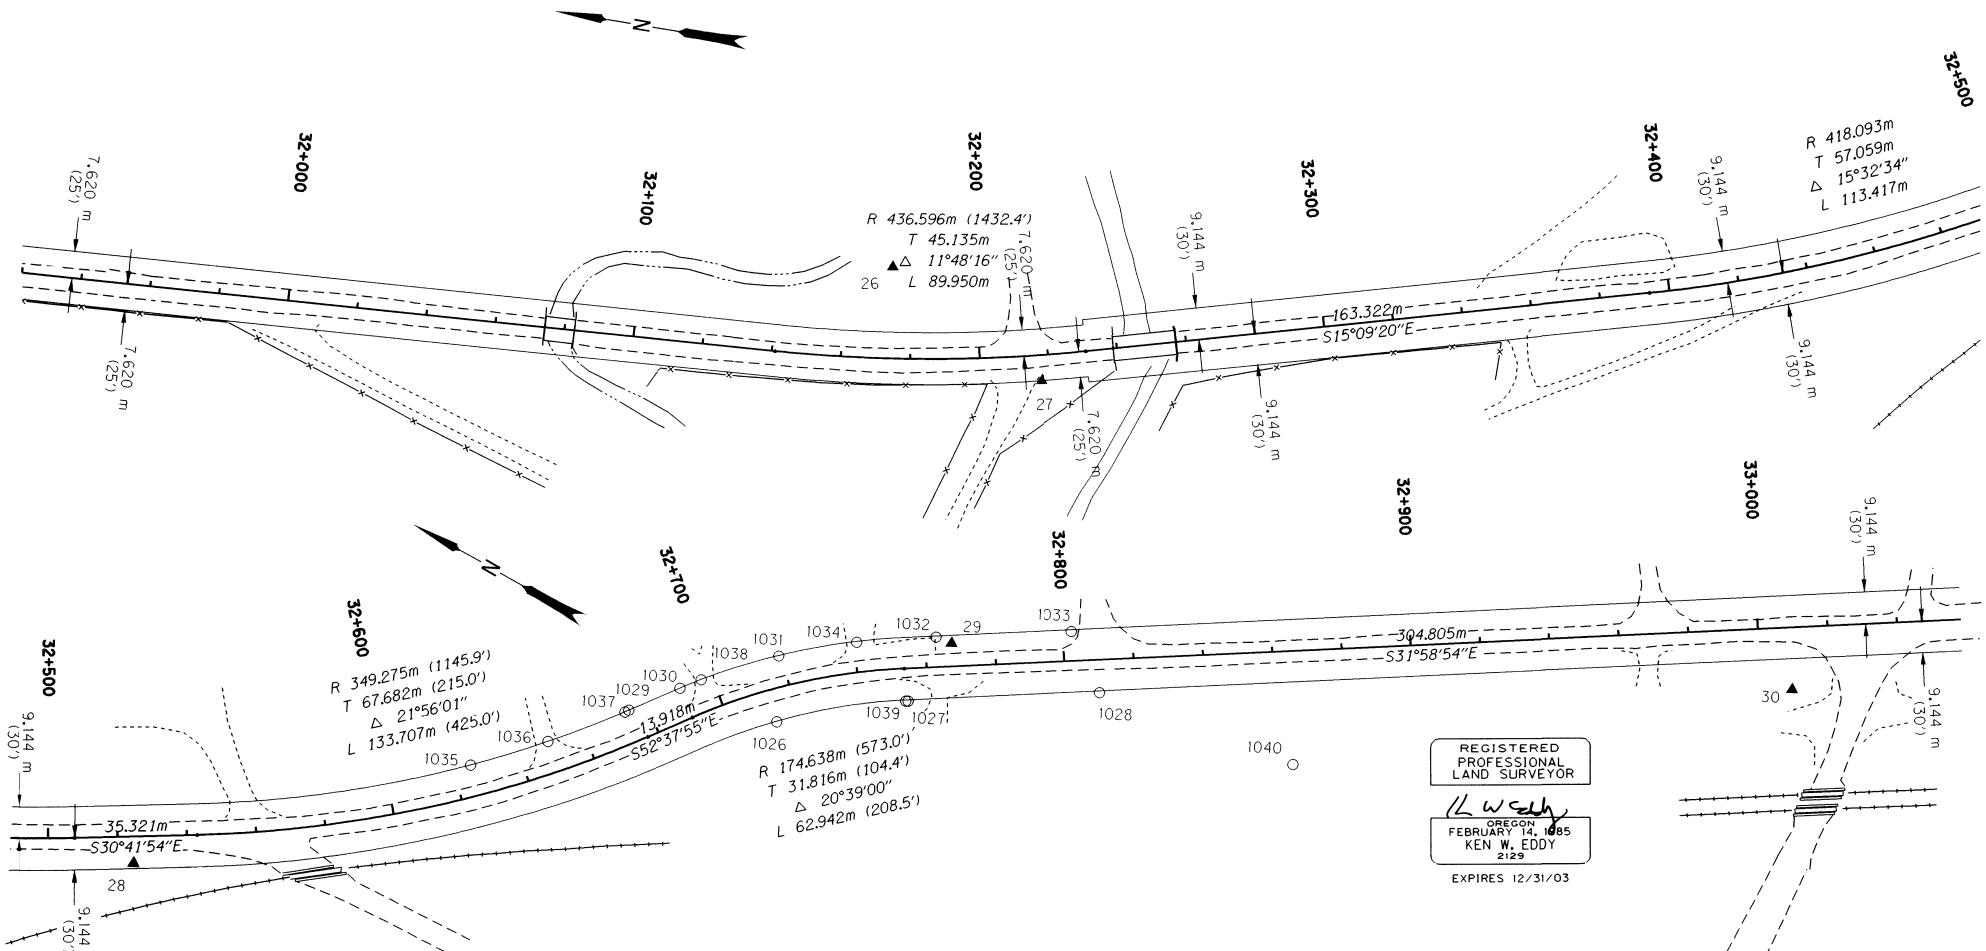 N
32+000
32+100
32+200
32+300
32+400
32+500
7.620 m
(25')
7.620 m
(25')
R 436.596m (1432.4')
T 45.135m
△ 11°48'16"
L 89.950m
26
7.620 m
(25')
27
7.620 m
(25')
9.144 m
(30')
9.144 m
(30')
163.322m
S15°09'20"E
9.144 m
(30')
9.144 m
(30')
R 418.093m
T 57.059m
△ 15°32'34"
L 113.417m
N
32+500
32+600
32+700
32+800
32+900
33+000
9.144 m
(30')
35.321m
S30°41'54"E
28
9.144
(30')
R 349.275m (1145.9')
T 67.682m (215.0')
△ 21°56'01"
L 133.707m (425.0')
1035
1036
1037
1029
1030
1038
1031
1034
1032
29
1033
13.918m
S52°37'55"E
1026
1039
1027
1028
1040
R 174.638m (573.0')
T 31.816m (104.4')
△ 20°39'00"
L 62.942m (208.5')
304.805m
S31°58'54"E
9.144 m
(30')
30
9.144 m
(30')
REGISTERED
PROFESSIONAL
LAND SURVEYOR
OREGON
FEBRUARY 14, 1985
KEN W. EDDY
2129
EXPIRES 12/31/03